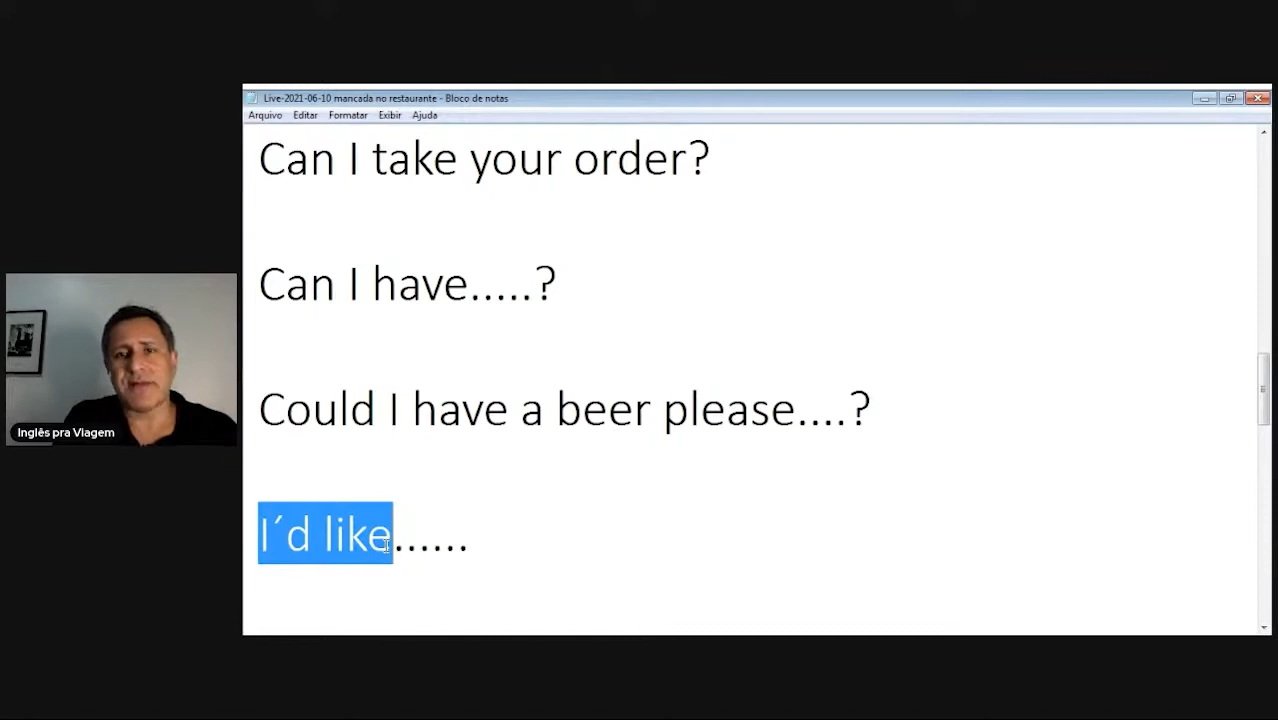 Live-2021-06-10 mancada no restaurante - Bloco de notas
Arquivo Editar Formatar Exibir Ajuda
Can I take your order?
Can I have.....?
Could I have a beer please....?
I´d like......
Inglês pra Viagem